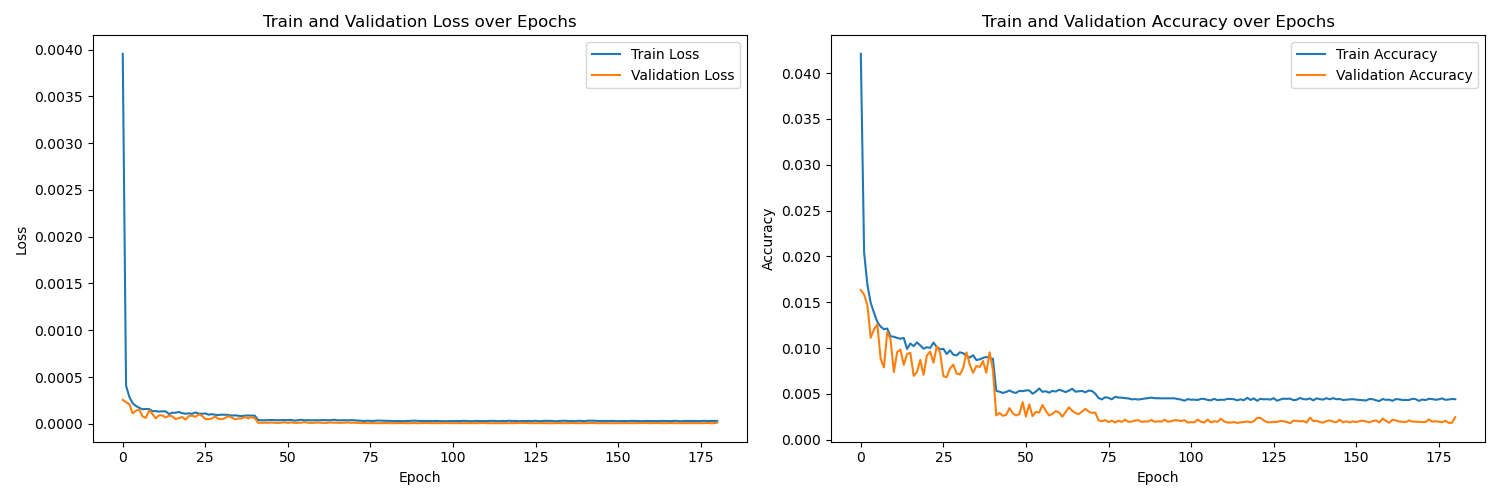 Train and Validation Loss over Epochs
Train Loss
Validation Loss
0.0040
0.0035
0.0030
0.0025
0.0020
0.0015
0.0010
0.0005
0.0000
Loss
0 25 50 75 100 125 150 175
Epoch
Train and Validation Accuracy over Epochs
Train Accuracy
Validation Accuracy
0.040
0.035
0.030
0.025
0.020
0.015
0.010
0.005
0.000
Accuracy
0 25 50 75 100 125 150 175
Epoch